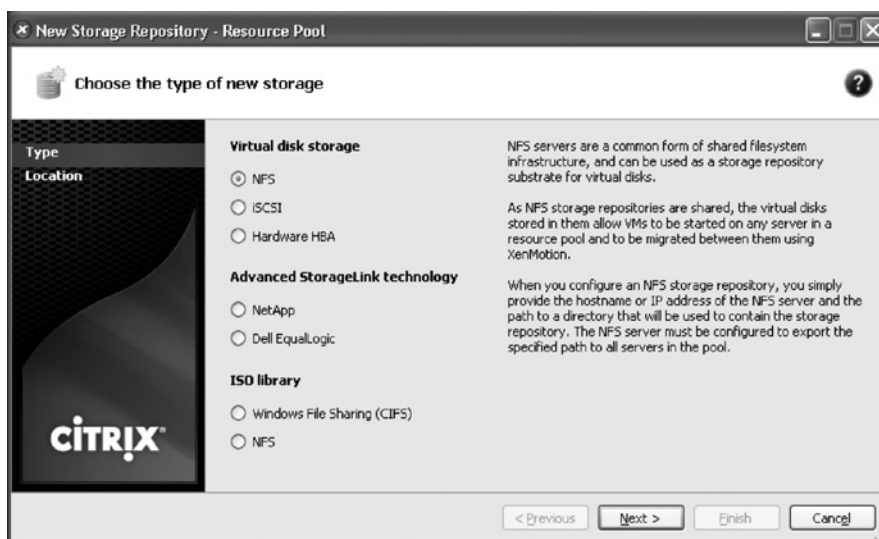 New Storage Repository - Resource Pool
Choose the type of new storage
?
Type
Location
CITRIX
Virtual disk storage
NFS
iSCSI
Hardware HBA
Advanced StorageLink technology
NetApp
Dell EqualLogic
ISO library
Windows File Sharing (CIFS)
NFS
NFS servers are a common form of shared filesystem
infrastructure, and can be used as a storage repository
substrate for virtual disks.
As NFS storage repositories are shared, the virtual disks
stored in them allow VMs to be started on any server in a
resource pool and to be migrated between them using
XenMotion.
When you configure an NFS storage repository, you simply
provide the hostname or IP address of the NFS server and the
path to a directory that will be used to contain the storage
repository. The NFS server must be configured to export the
specified path to all servers in the pool.
< Previous
Next >
Finish
Cancel